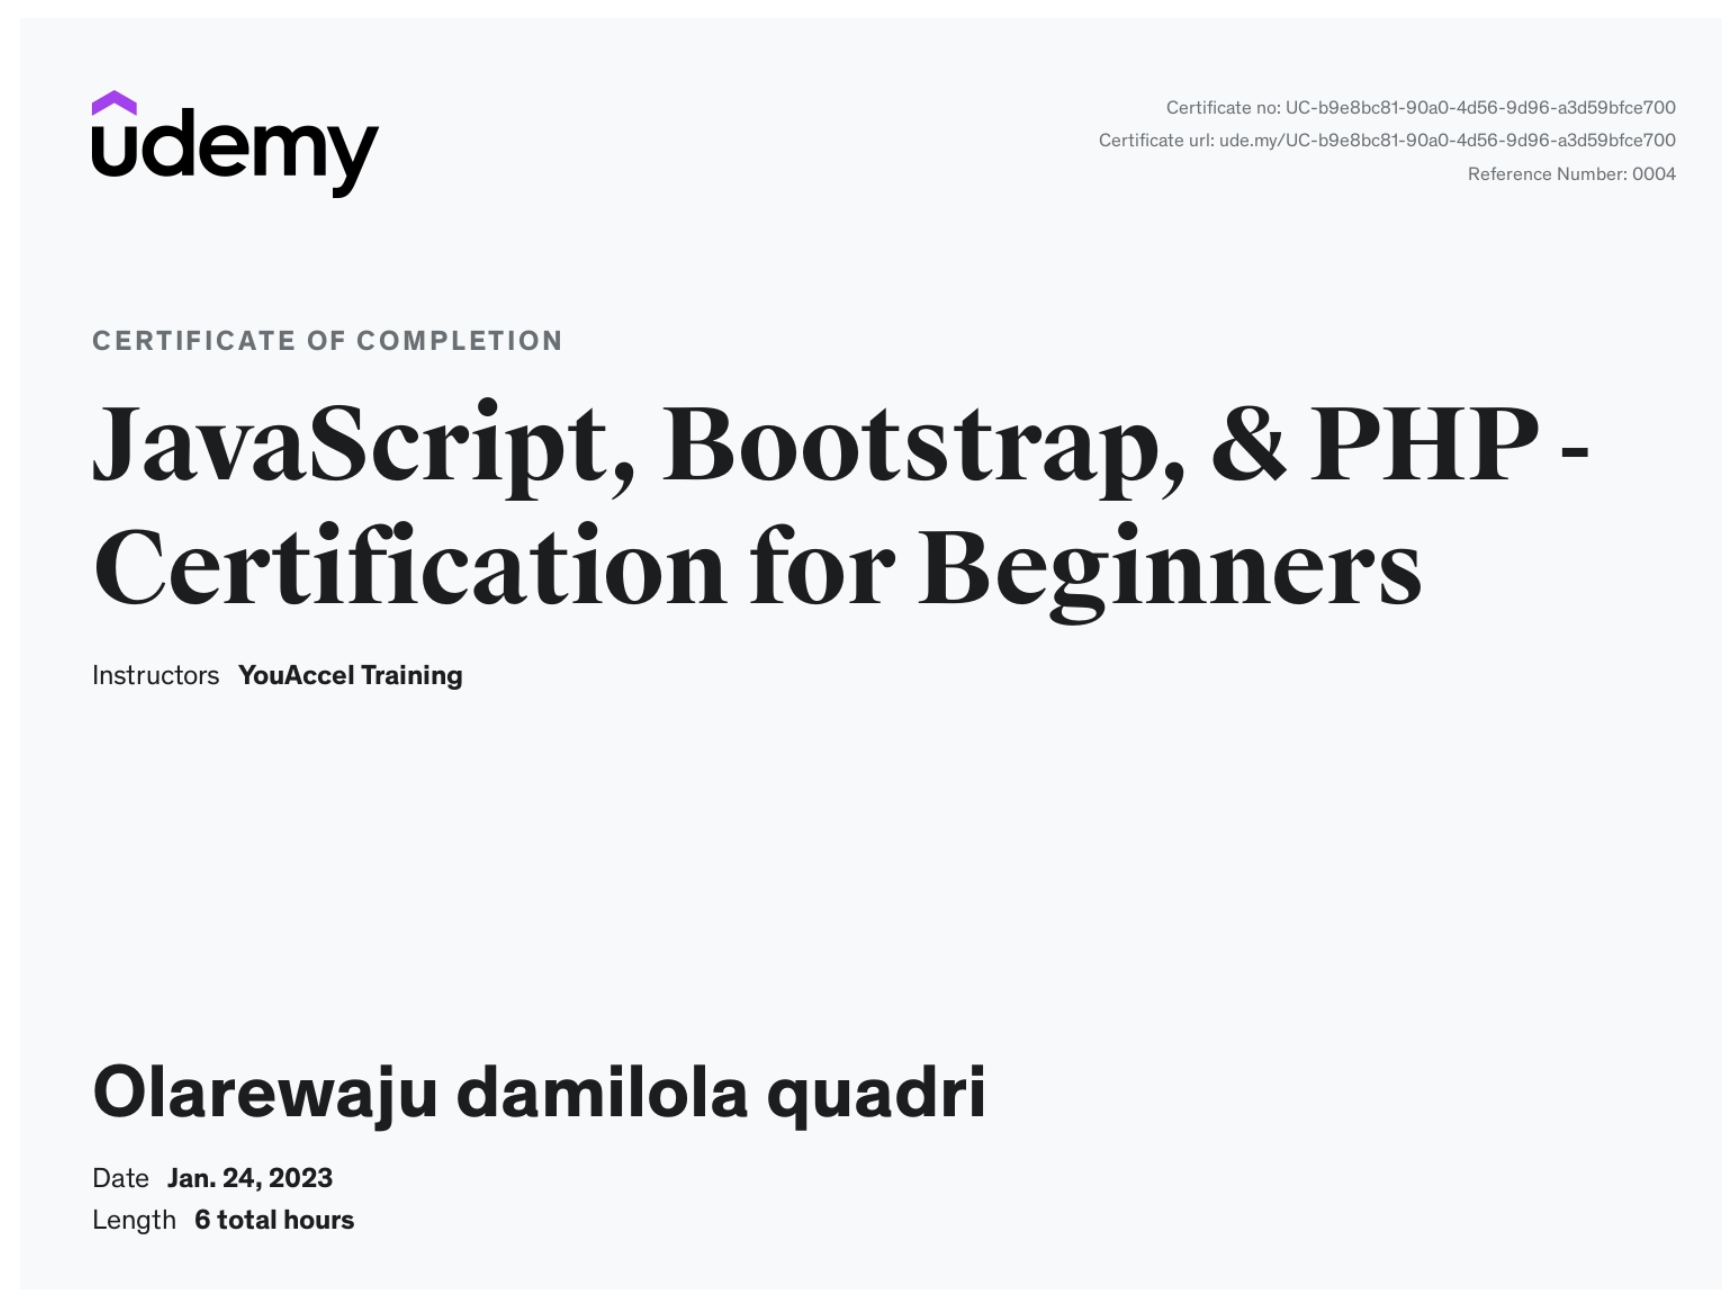 udemy
Certificate no: UC-b9e8bc81-90a0-4d56-9d96-a3d59bfce700
Certificate url: ude.my/UC-b9e8bc81-90a0-4d56-9d96-a3d59bfce700
Reference Number: 0004
CERTIFICATE OF COMPLETION
JavaScript, Bootstrap, & PHP -
Certification for Beginners
Instructors YouAccel Training
Olarewaju damilola quadri
Date Jan. 24, 2023
Length 6 total hours